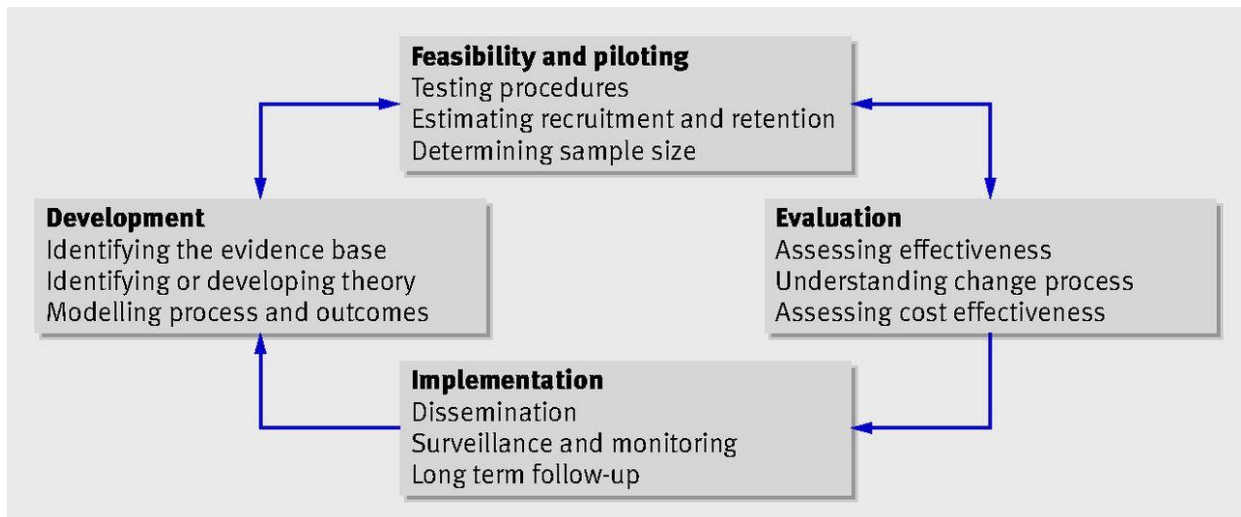 Feasibility and piloting
Testing procedures
Estimating recruitment and retention
Determining sample size
Development
Identifying the evidence base
Identifying or developing theory
Modelling process and outcomes
Evaluation
Assessing effectiveness
Understanding change process
Assessing cost effectiveness
Implementation
Dissemination
Surveillance and monitoring
Long term follow-up